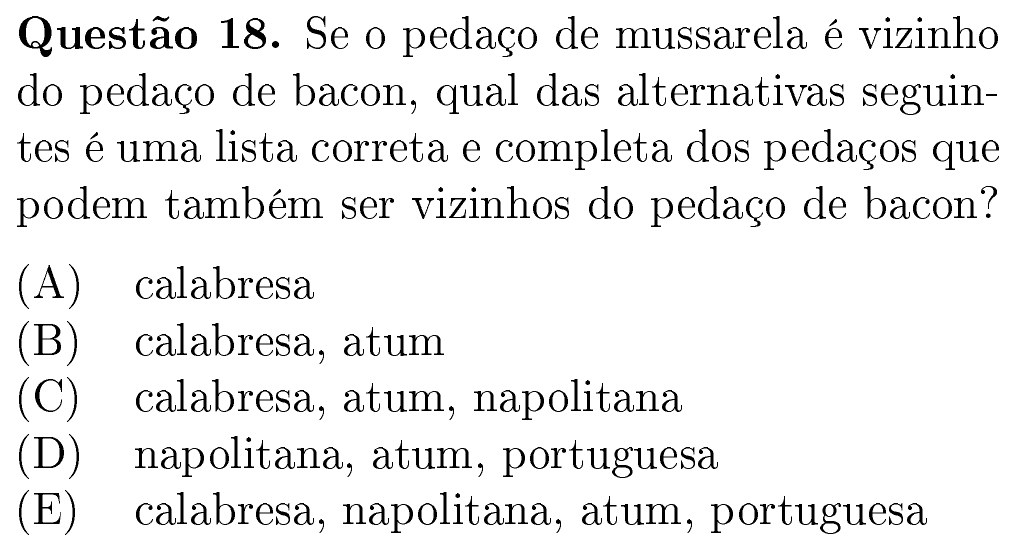 Questão 18. Se o pedaço de mussarela é vizinho
do pedaço de bacon, qual das alternativas seguin-
tes é uma lista correta e completa dos pedaços que
podem também ser vizinhos do pedaço de bacon?
(A) calabresa
(B) calabresa, atum
(C) calabresa, atum, napolitana
(D) napolitana, atum, portuguesa
(E) calabresa, napolitana, atum, portuguesa